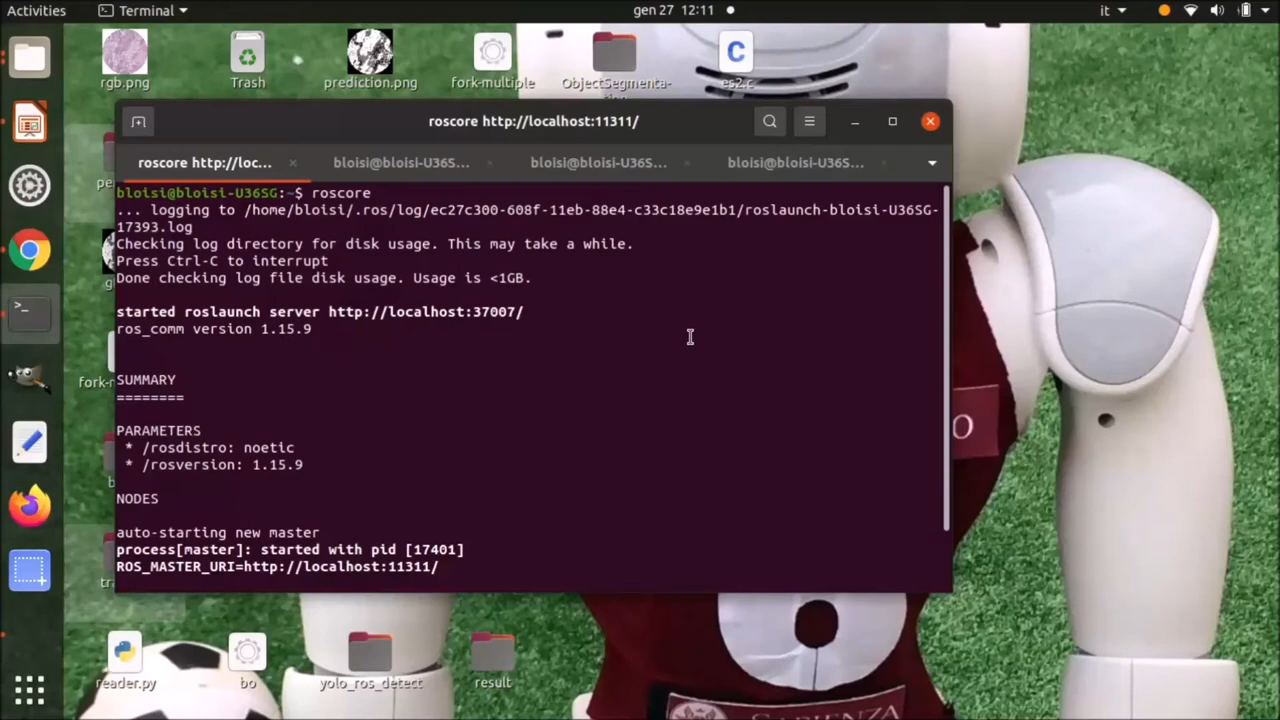 Activities
Terminal
gen 27 12:11
it
rgb.png
Trash
prediction.png
fork-multiple
ObjectSegmenta-
es2.c
roscore http://localhost:11311/
roscore http://loc...
bloisi@bloisi-U36S...
bloisi@bloisi-U36S...
bloisi@bloisi-U36S...
bloisi@bloisi-U36SG:~$ roscore
... logging to /home/bloisi/.ros/log/ec27c300-608f-11eb-88e4-c33c18e9e1b1/roslaunch-bloisi-U36SG-
17393.log
Checking log directory for disk usage. This may take a while.
Press Ctrl-C to interrupt
Done checking log file disk usage. Usage is <1GB.
started roslaunch server http://localhost:37007/
ros_comm version 1.15.9
SUMMARY
========
PARAMETERS
* /rosdistro: noetic
* /rosversion: 1.15.9
NODES
auto-starting new master
process[master]: started with pid [17401]
ROS_MASTER_URI=http://localhost:11311/
reader.py
bo
yolo_ros_detect
result
SAPIENZA